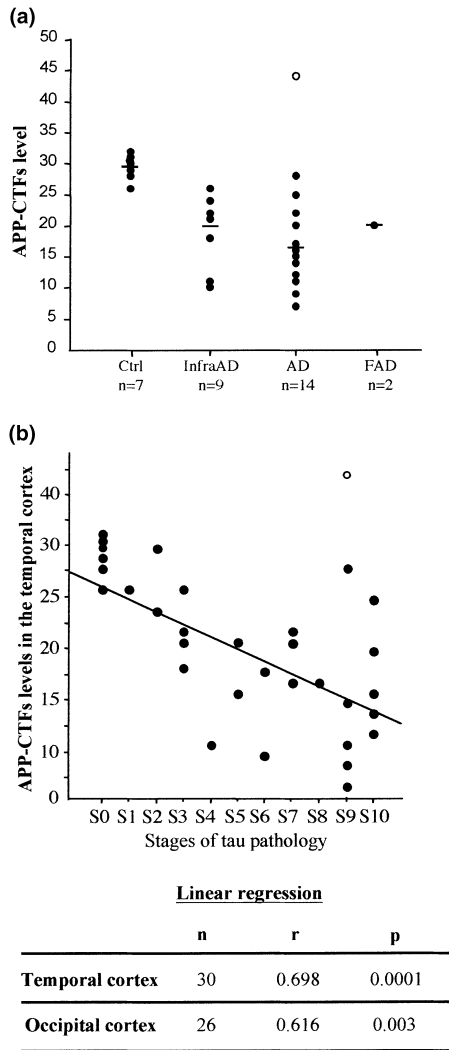 (a)
APP-CTFs level
50
45
40
35
30
25
20
15
10
5
0
Ctrl InfraAD AD FAD
n=7 n=9 n=14 n=2
(b)
APP-CTFs levels in the temporal cortex
40
30
25
20
15
10
0
S0 S1 S2 S3 S4 S5 S6 S7 S8 S9 S10
Stages of tau pathology
Linear regression
n r p
Temporal cortex 30 0.698 0.0001
Occipital cortex 26 0.616 0.003